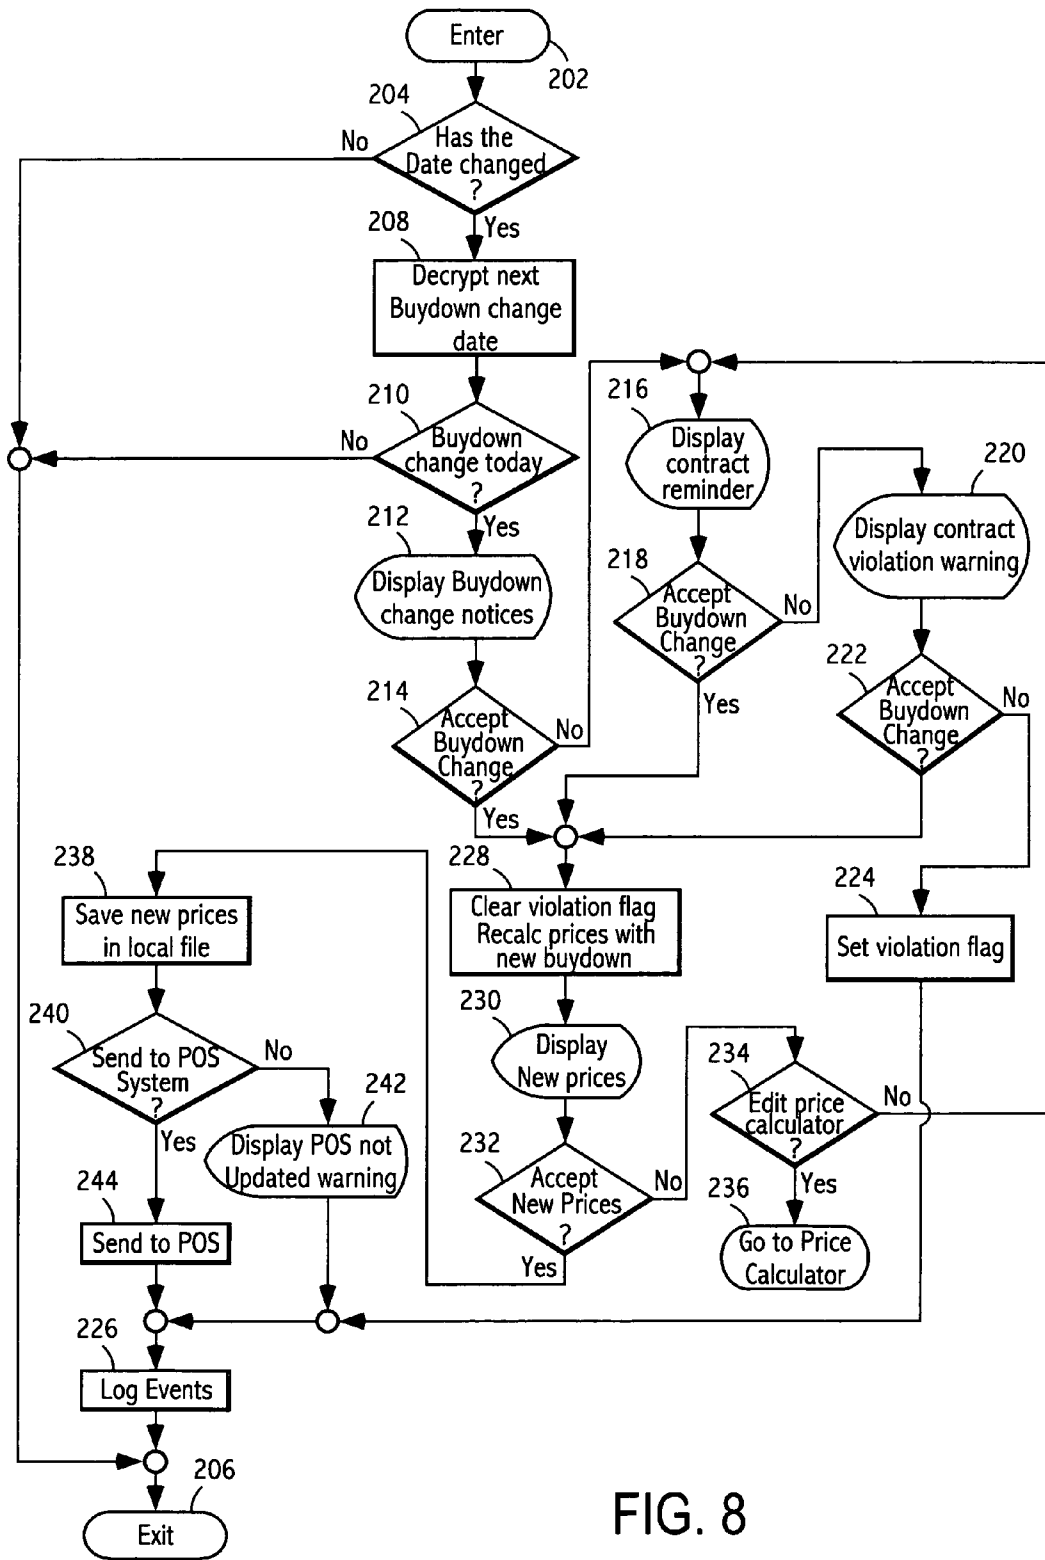 Enter
202
204
Has the
Date changed
?
No
Yes
208
Decrypt next
Buydown change
date
210
Buydown
change today
?
No
Yes
212
Display Buydown
change notices
214
Accept
Buydown
Change
?
No
Yes
216
Display
contract
reminder
218
Accept
Buydown
Change
?
No
Yes
220
Display contract
violation warning
222
Accept
Buydown
Change
?
No
224
Set violation flag
228
Clear violation flag
Recalc prices with
new buydown
230
Display
New prices
232
Accept
New Prices
?
No
Yes
234
Edit price
calculator
?
No
Yes
236
Go to Price
Calculator
238
Save new prices
in local file
240
Send to POS
System
?
No
Yes
242
Display POS not
Updated warning
244
Send to POS
226
Log Events
206
Exit
FIG. 8